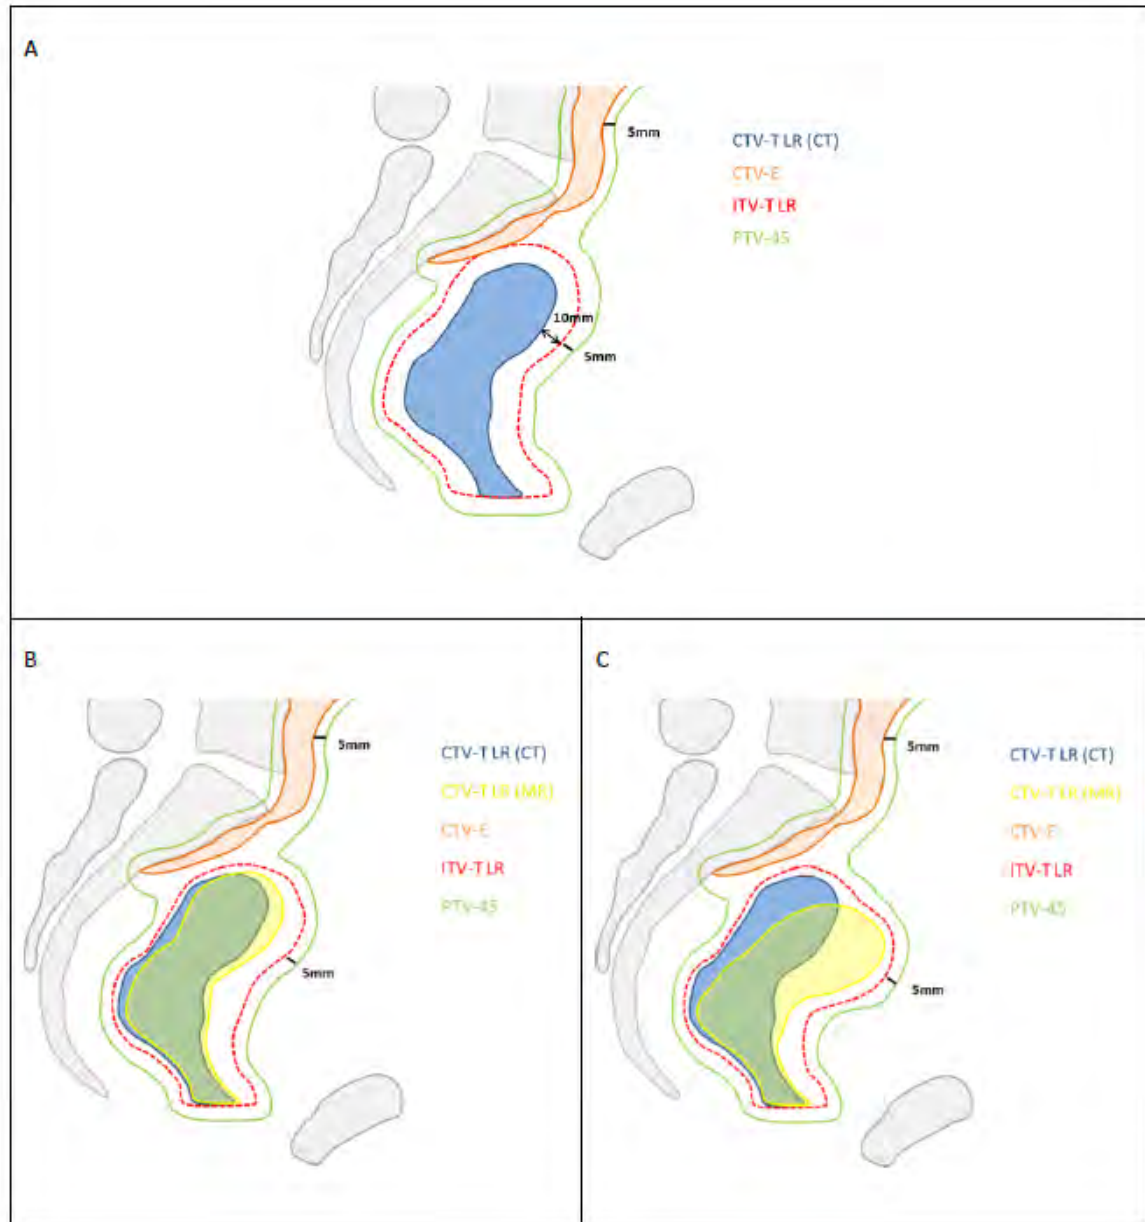 A
5mm
CTV-T LR (CT)
CTV-E
ITV-T LR
PTV-45
10mm
5mm
B
5mm
CTV-T LR (CT)
CTV-T LR (MR)
CTV-E
ITV-T LR
PTV-45
5mm
C
5mm
CTV-T LR (CT)
CTV-T LR (MR)
CTV-E
ITV-T LR
PTV-45
5mm